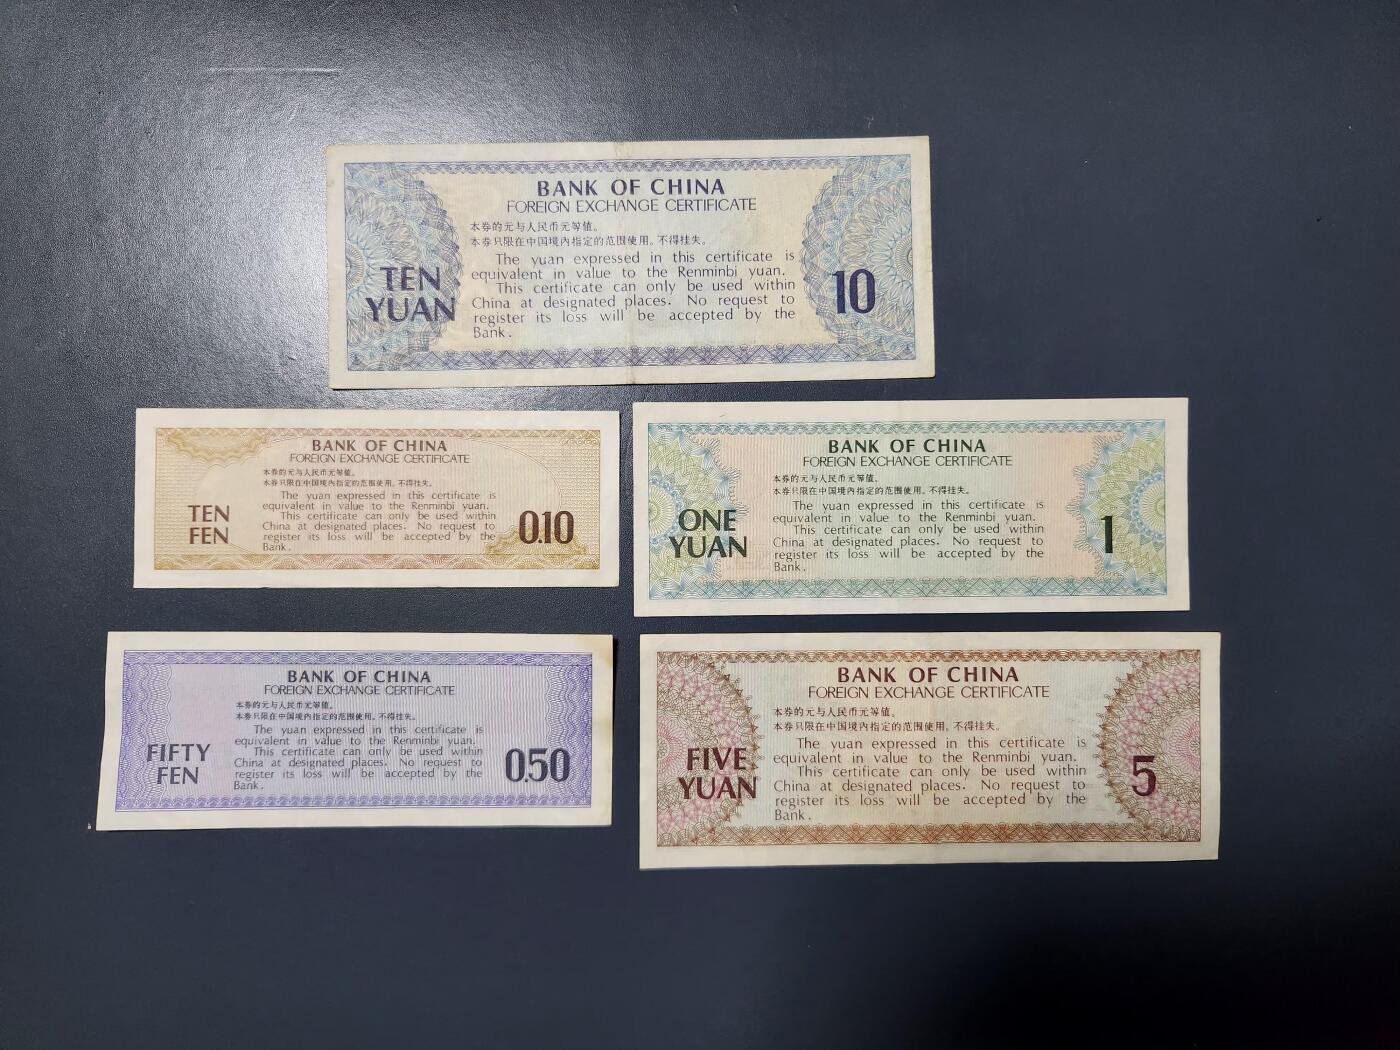 BANK OF CHINA
FOREIGN EXCHANGE CERTIFICATE
本券的元与人民币元等值。
本券只限在中国境内指定的范围使用。不得挂失。
The yuan expressed in this certificate is
equivalent in value to the Renminbi yuan.
This certificate can only be used within
China at designated places. No request to
register its loss will be accepted by the
Bank.
TEN
YUAN
10
BANK OF CHINA
FOREIGN EXCHANGE CERTIFICATE
本券的元与人民币元等值。
本券只限在中国境内指定的范围使用。不得挂失。
The yuan expressed in this certificate is
equivalent in value to the Renminbi yuan.
This certificate can only be used within
China at designated places. No request to
register its loss will be accepted by the
Bank.
TEN
FEN
0.10
BANK OF CHINA
FOREIGN EXCHANGE CERTIFICATE
本券的元与人民币元等值。
本券只限在中国境内指定的范围使用。不得挂失。
The yuan expressed in this certificate is
equivalent in value to the Renminbi yuan.
This certificate can only be used within
China at designated places. No request to
register its loss will be accepted by the
Bank.
ONE
YUAN
1
BANK OF CHINA
FOREIGN EXCHANGE CERTIFICATE
本券的元与人民币元等值。
本券只限在中国境内指定的范围使用。不得挂失。
The yuan expressed in this certificate is
equivalent in value to the Renminbi yuan.
This certificate can only be used within
China at designated places. No request to
register its loss will be accepted by the
Bank.
FIFTY
FEN
0.50
BANK OF CHINA
FOREIGN EXCHANGE CERTIFICATE
本券的元与人民币元等值。
本券只限在中国境内指定的范围使用。不得挂失。
The yuan expressed in this certificate is
equivalent in value to the Renminbi yuan.
This certificate can only be used within
China at designated places. No request to
register its loss will be accepted by the
Bank.
FIVE
YUAN
5